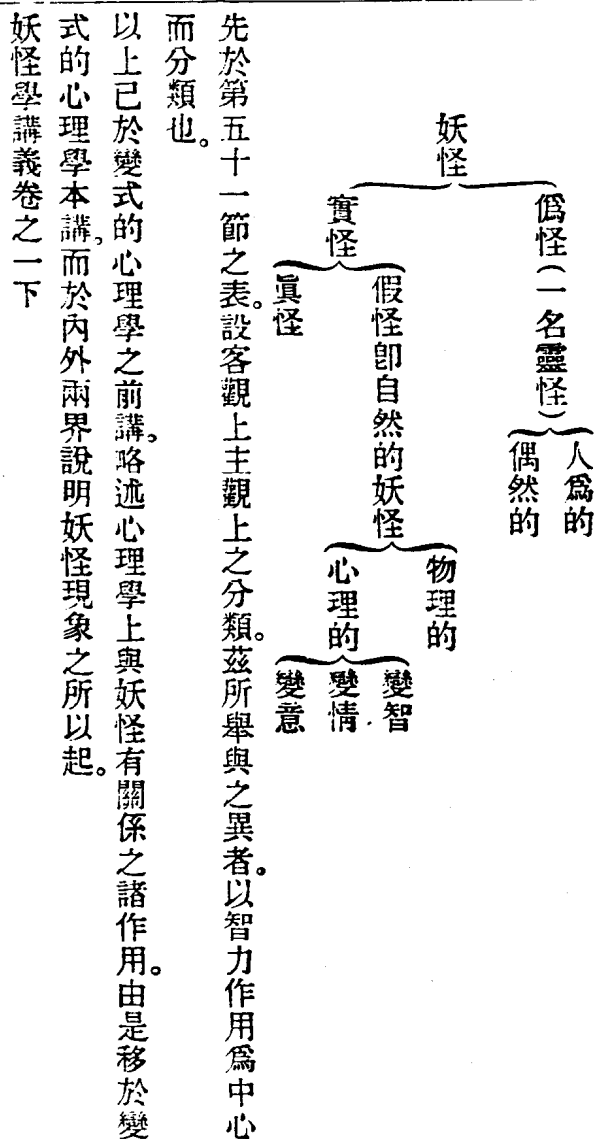 妖怪
僞怪(一名靈怪)
人爲的
偶然的
實怪
假怪卽自然的妖怪
物理的
心理的
變智
變情
變意
眞怪
先於第五十一節之表。設客觀上主觀上之分類。茲所舉與之異者。以智力作用爲中心
而分類也。
以上已於變式的心理學之前講。略述心理學上與妖怪有關係之諸作用。由是移於變
式的心理學本講。而於內外兩界說明妖怪現象之所以起。
妖怪學講義卷之一下